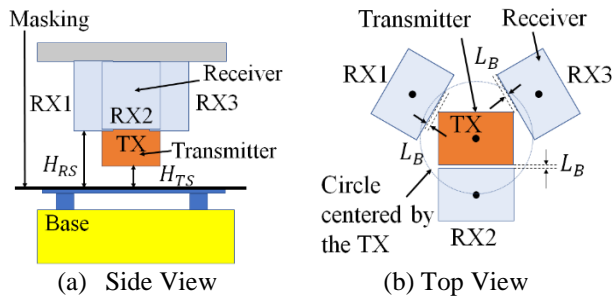 Masking
Receiver
RX1
RX2
RX3
TX
Transmitter
H_RS
H_TS
Base
(a) Side View
Transmitter
Receiver
L_B
RX1
RX3
TX
L_B
L_B
Circle
centered by
the TX
RX2
(b) Top View